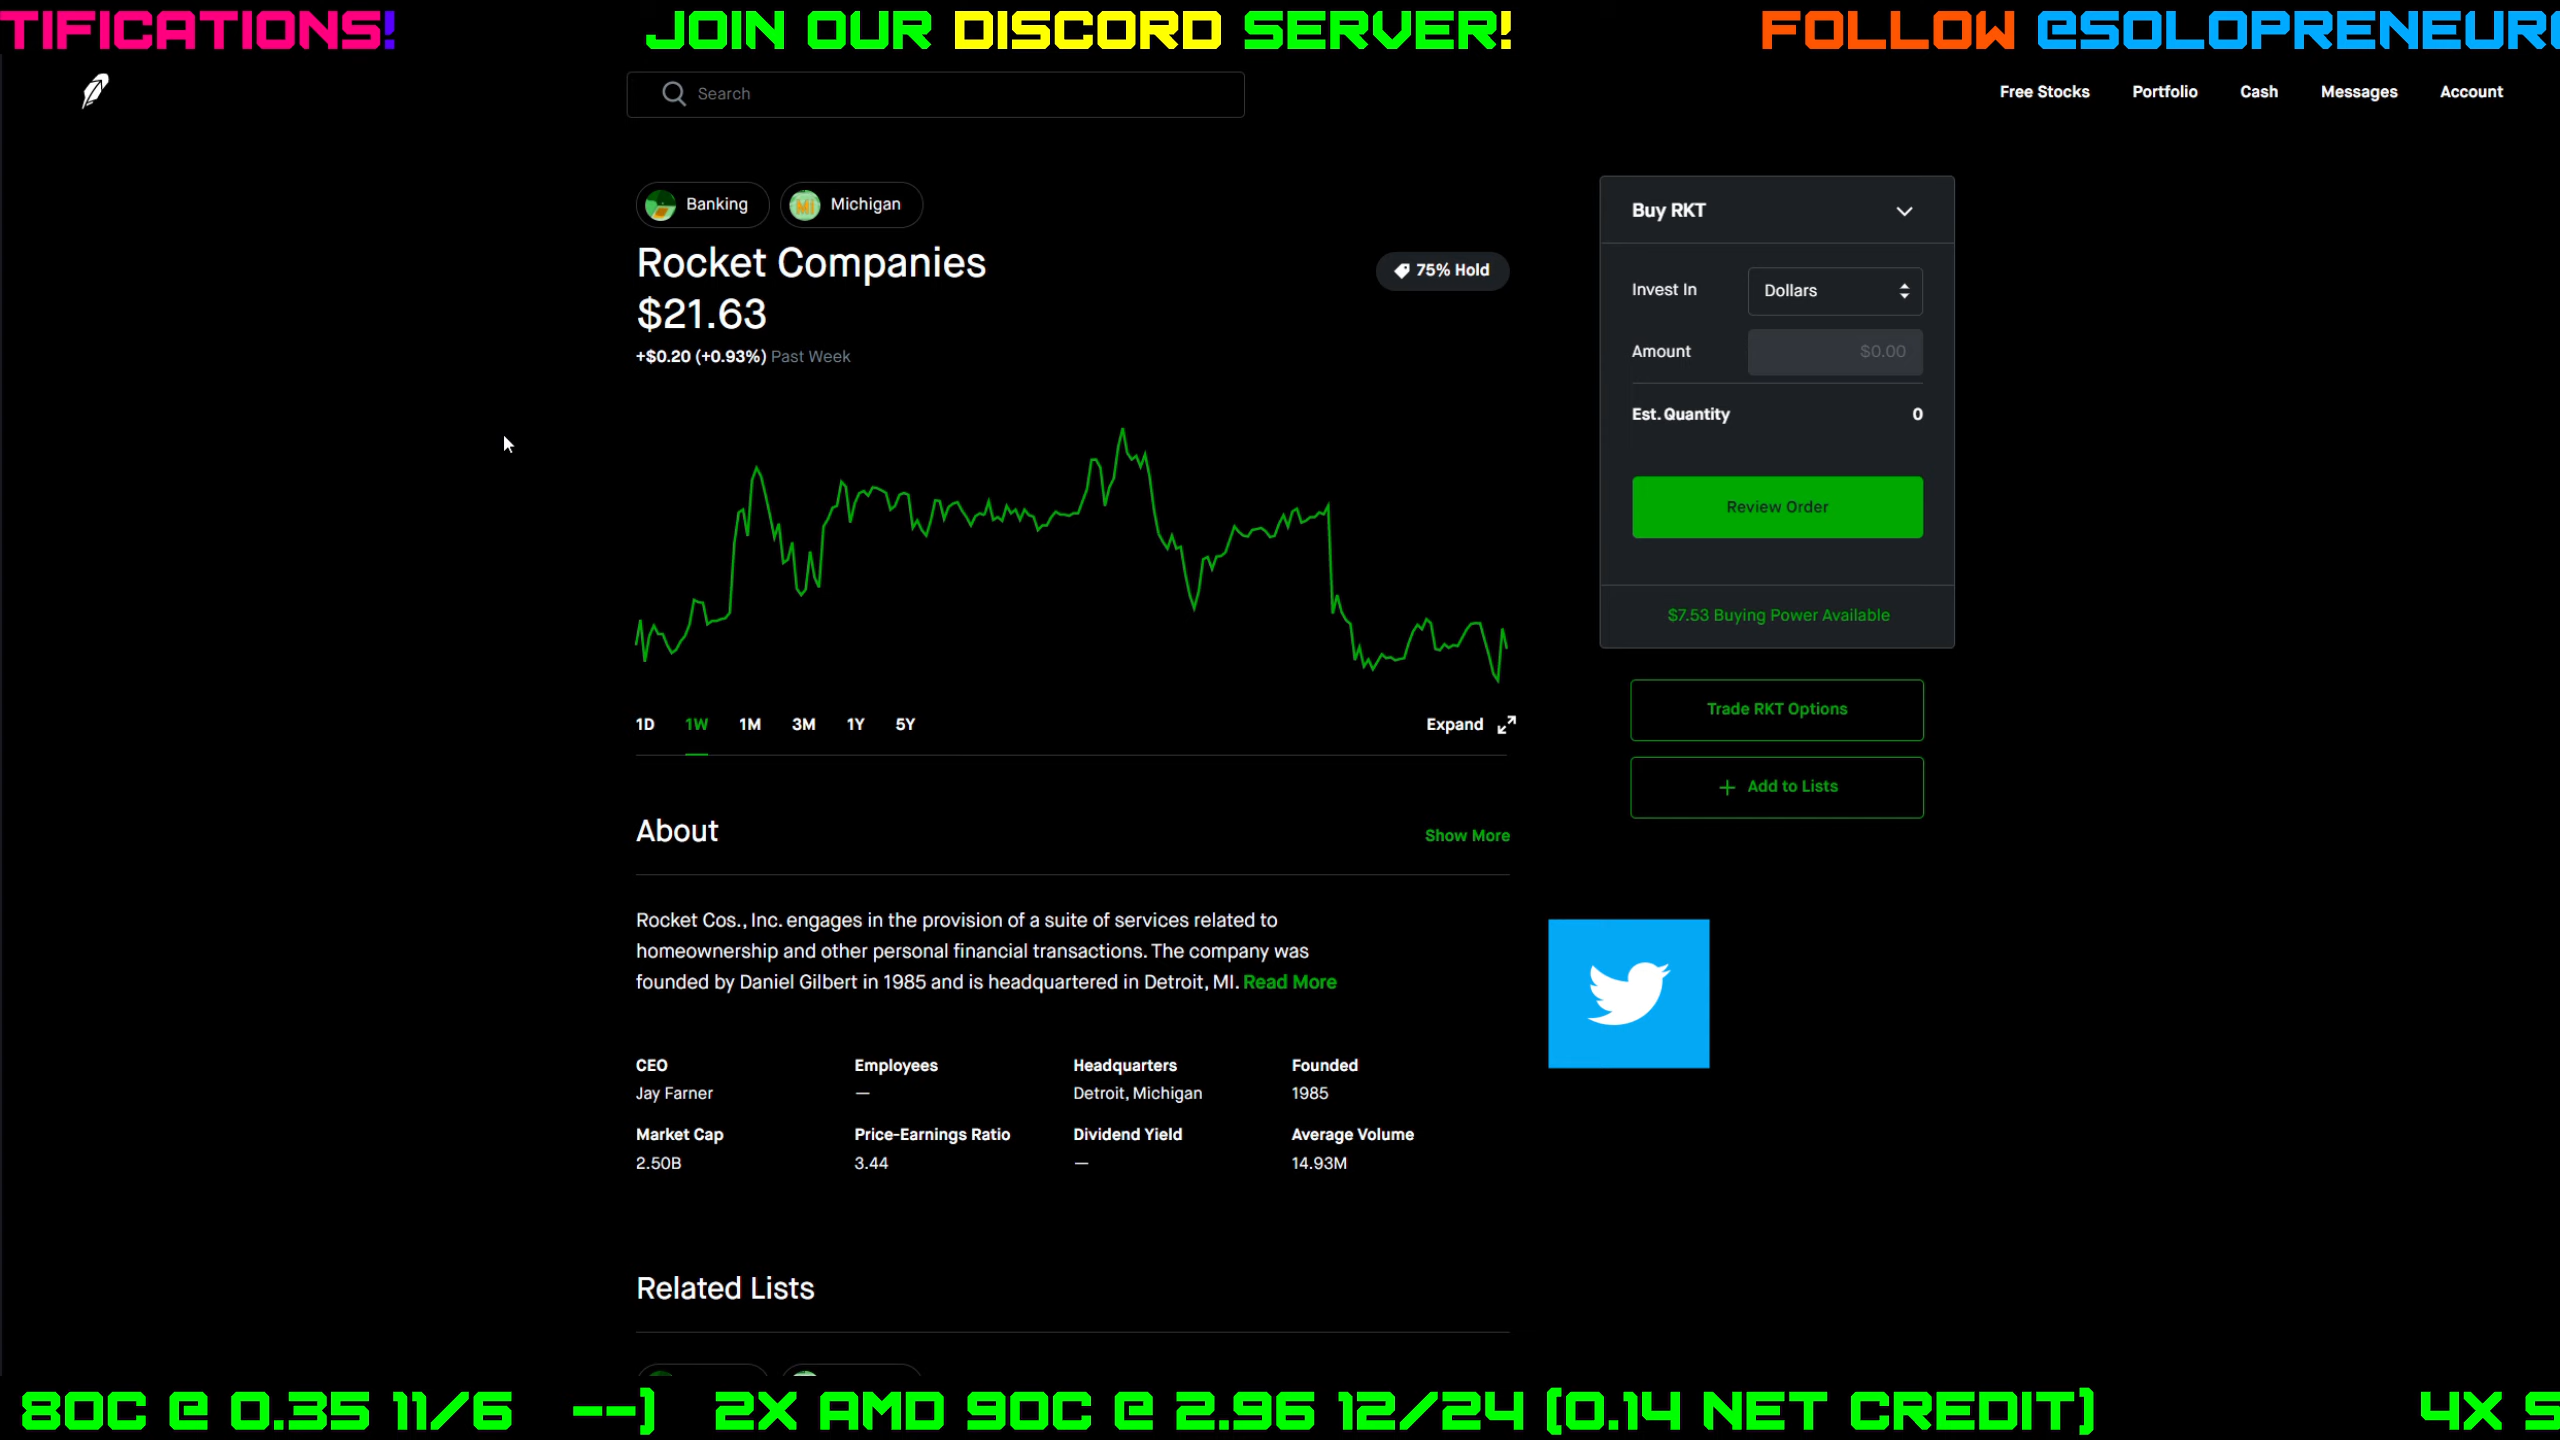 TIFICATIONS!
JOIN OUR DISCORD SERVER!
FOLLOW @SOLOPRENEUR
Search
Free Stocks
Portfolio
Cash
Messages
Account
Banking
MI
Michigan
Rocket Companies
$21.63
+$0.20 (+0.93%) Past Week
75% Hold
1D 1W 1M 3M 1Y 5Y
Expand
Buy RKT
Invest In
Dollars
Amount
$0.00
Est. Quantity
0
Review Order
$7.53 Buying Power Available
Trade RKT Options
+ Add to Lists
About
Show More
Rocket Cos., Inc. engages in the provision of a suite of services related to
homeownership and other personal financial transactions. The company was
founded by Daniel Gilbert in 1985 and is headquartered in Detroit, MI. Read More
CEO
Jay Farner
Employees
—
Headquarters
Detroit, Michigan
Founded
1985
Market Cap
2.50B
Price-Earnings Ratio
3.44
Dividend Yield
—
Average Volume
14.93M
Related Lists
80C @ 0.35 11/6 --) 2X AMD 90C @ 2.96 12/24 (0.14 NET CREDIT)
4X S